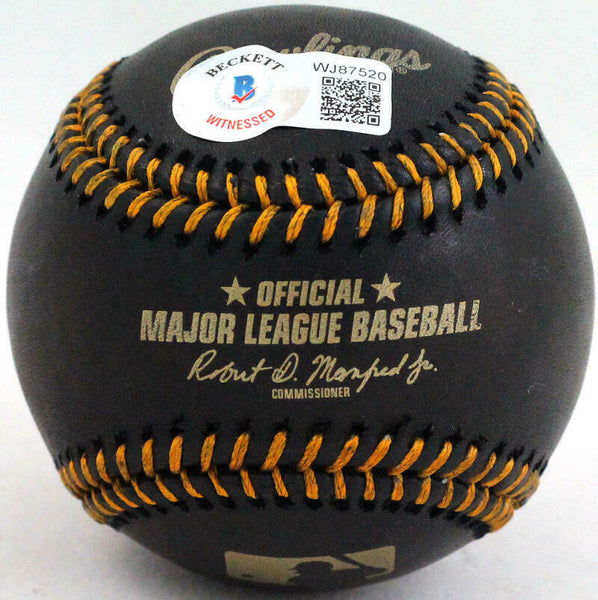 Rawlings
BECKETT
WITNESSED
B
WJ87520
★ OFFICIAL ★
MAJOR LEAGUE BASEBALL
Robert D. Manfred Jr.
COMMISSIONER